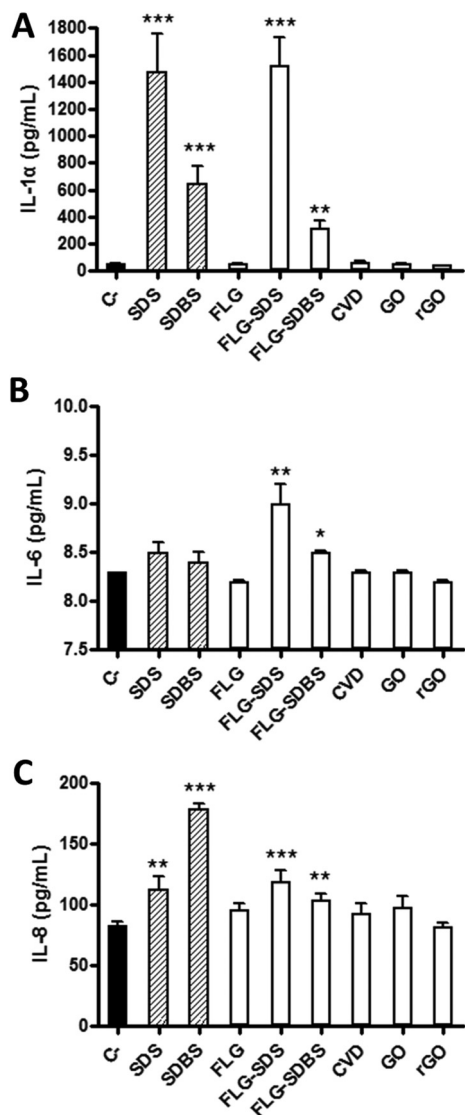 A
IL-1α (pg/mL)
1800
1600
1400
1200
1000
800
600
400
200
0
***
***
***
**
C-
SDS
SDBS
FLG
FLG-SDS
FLG-SDBS
CVD
GO
rGO
B
IL-6 (pg/mL)
10.0
9.5
9.0
8.5
8.0
7.5
**
*
C-
SDS
SDBS
FLG
FLG-SDS
FLG-SDBS
CVD
GO
rGO
C
IL-8 (pg/mL)
200
150
100
50
0
**
***
***
**
C-
SDS
SDBS
FLG
FLG-SDS
FLG-SDBS
CVD
GO
rGO